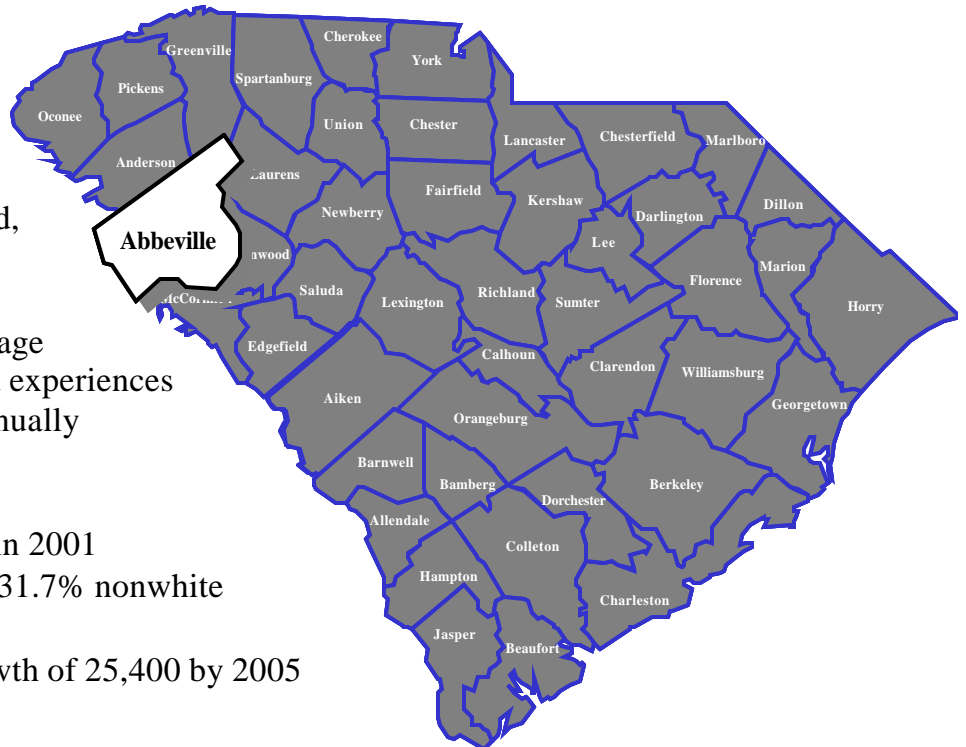 Cherokee
Greenville
York
Spartanburg
Pickens
Oconee
Union
Chester
Lancaster
Chesterfield
Marlboro
Anderson
Laurens
Fairfield
Kershaw
Newberry
Darlington
Dillon
d,
Abbeville
nwood
Lee
Saluda
Richland
Florence
Marion
Lexington
Sumter
Horry
Edgefield
age
Calhoun
Clarendon
Williamsburg
experiences
Aiken
Georgetown
nually
Orangeburg
Barnwell
Bamberg
Berkeley
Dorchester
Allendale
in 2001
Colleton
31.7% nonwhite
Hampton
Charleston
Jasper
Beaufort
wth of 25,400 by 2005